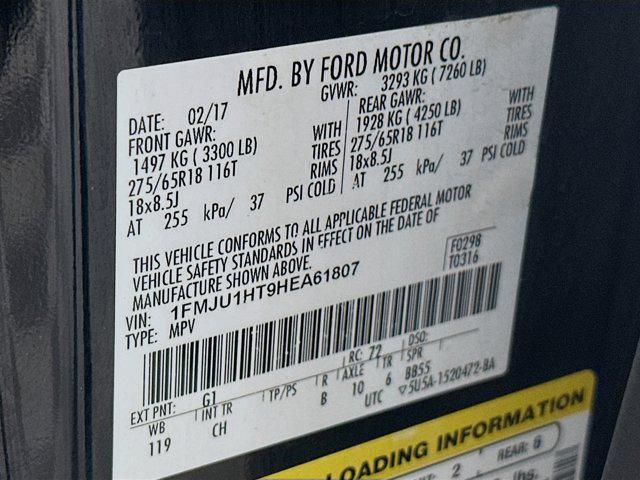 MFD. BY FORD MOTOR CO.
DATE: 02/17 GVWR: 3293 KG ( 7260 LB)
FRONT GAWR: REAR GAWR:
1497 KG ( 3300 LB) WITH 1928 KG ( 4250 LB) WITH
275/65R18 116T TIRES 275/65R18 116T TIRES
18x8.5J RIMS 18x8.5J RIMS
AT 255 kPa/ 37 PSI COLD AT 255 kPa/ 37 PSI COLD
THIS VEHICLE CONFORMS TO ALL APPLICABLE FEDERAL MOTOR
VEHICLE SAFETY STANDARDS IN EFFECT ON THE DATE OF
MANUFACTURE SHOWN ABOVE.
F0298
T0316
VIN: 1FMJU1HT9HEA61807
TYPE: MPV
EXT PNT: G1 RC: 72 DSO:
WB INT TR TP/PS R AXLE TR SPR
119 CH B 10 6 BB55
UTC ▽5U5A-1520472-BA
LOADING INFORMATION
2 REAR: 6
lbs.